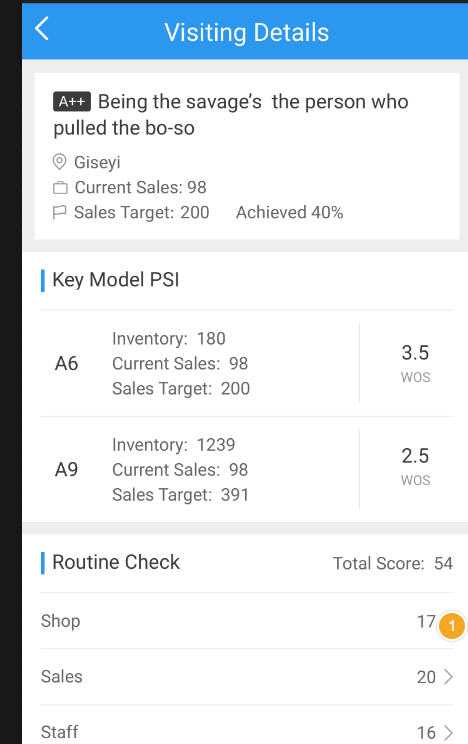 Visiting Details
A++ Being the savage’s the person who
pulled the bo-so
Giseyi
Current Sales: 98
Sales Target: 200 Achieved 40%
Key Model PSI
A6
Inventory: 180
Current Sales: 98
Sales Target: 200
3.5
WOS
A9
Inventory: 1239
Current Sales: 98
Sales Target: 391
2.5
WOS
Routine Check Total Score: 54
Shop 17 1
Sales 20
Staff 16